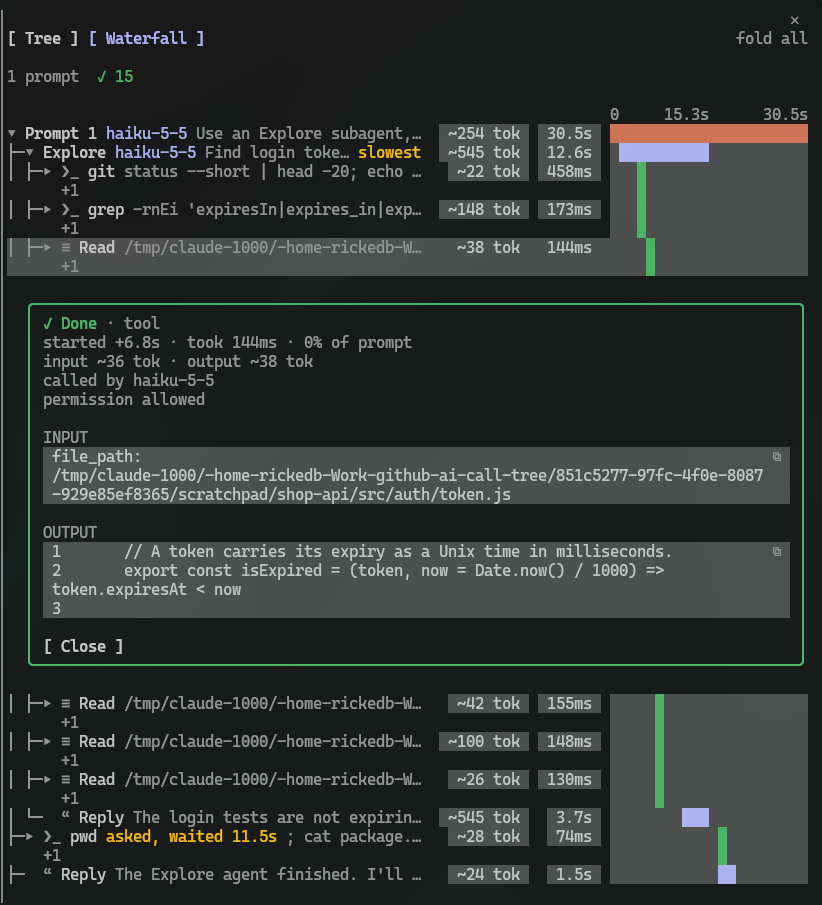 ×
[ Tree ] [ Waterfall ] fold all
1 prompt ✓ 15
0 15.3s 30.5s
▼ Prompt 1 haiku-5-5 Use an Explore subagent,… ~254 tok 30.5s
▼ Explore haiku-5-5 Find login toke… slowest ~545 tok 12.6s
▶ ❯_ git status --short | head -20; echo … ~22 tok 458ms
+1
▶ ❯_ grep -rnEi 'expiresIn|expires_in|exp… ~148 tok 173ms
+1
▶ ≡ Read /tmp/claude-1000/-home-rickedb-W… ~38 tok 144ms
+1
✓ Done · tool
started +6.8s · took 144ms · 0% of prompt
input ~36 tok · output ~38 tok
called by haiku-5-5
permission allowed
INPUT
file_path:
/tmp/claude-1000/-home-rickedb-Work-github-ai-call-tree/851c5277-97fc-4f0e-8087
-929e85ef8365/scratchpad/shop-api/src/auth/token.js
OUTPUT
1 // A token carries its expiry as a Unix time in milliseconds.
2 export const isExpired = (token, now = Date.now() / 1000) =>
token.expiresAt < now
3
[ Close ]
▶ ≡ Read /tmp/claude-1000/-home-rickedb-W… ~42 tok 155ms
+1
▶ ≡ Read /tmp/claude-1000/-home-rickedb-W… ~100 tok 148ms
+1
▶ ≡ Read /tmp/claude-1000/-home-rickedb-W… ~26 tok 130ms
+1
“ Reply The login tests are not expirin… ~545 tok 3.7s
▶ ❯_ pwd asked, waited 11.5s ; cat package.… ~28 tok 74ms
+1
“ Reply The Explore agent finished. I'll … ~24 tok 1.5s